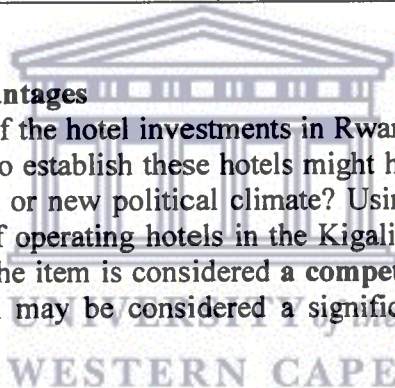 antages
f the hotel investments in Rwan
o establish these hotels might h
or new political climate? Usin
f operating hotels in the Kigali
he item is considered a compet
may be considered a signific
UNIVERSITY of the
WESTERN CAPE